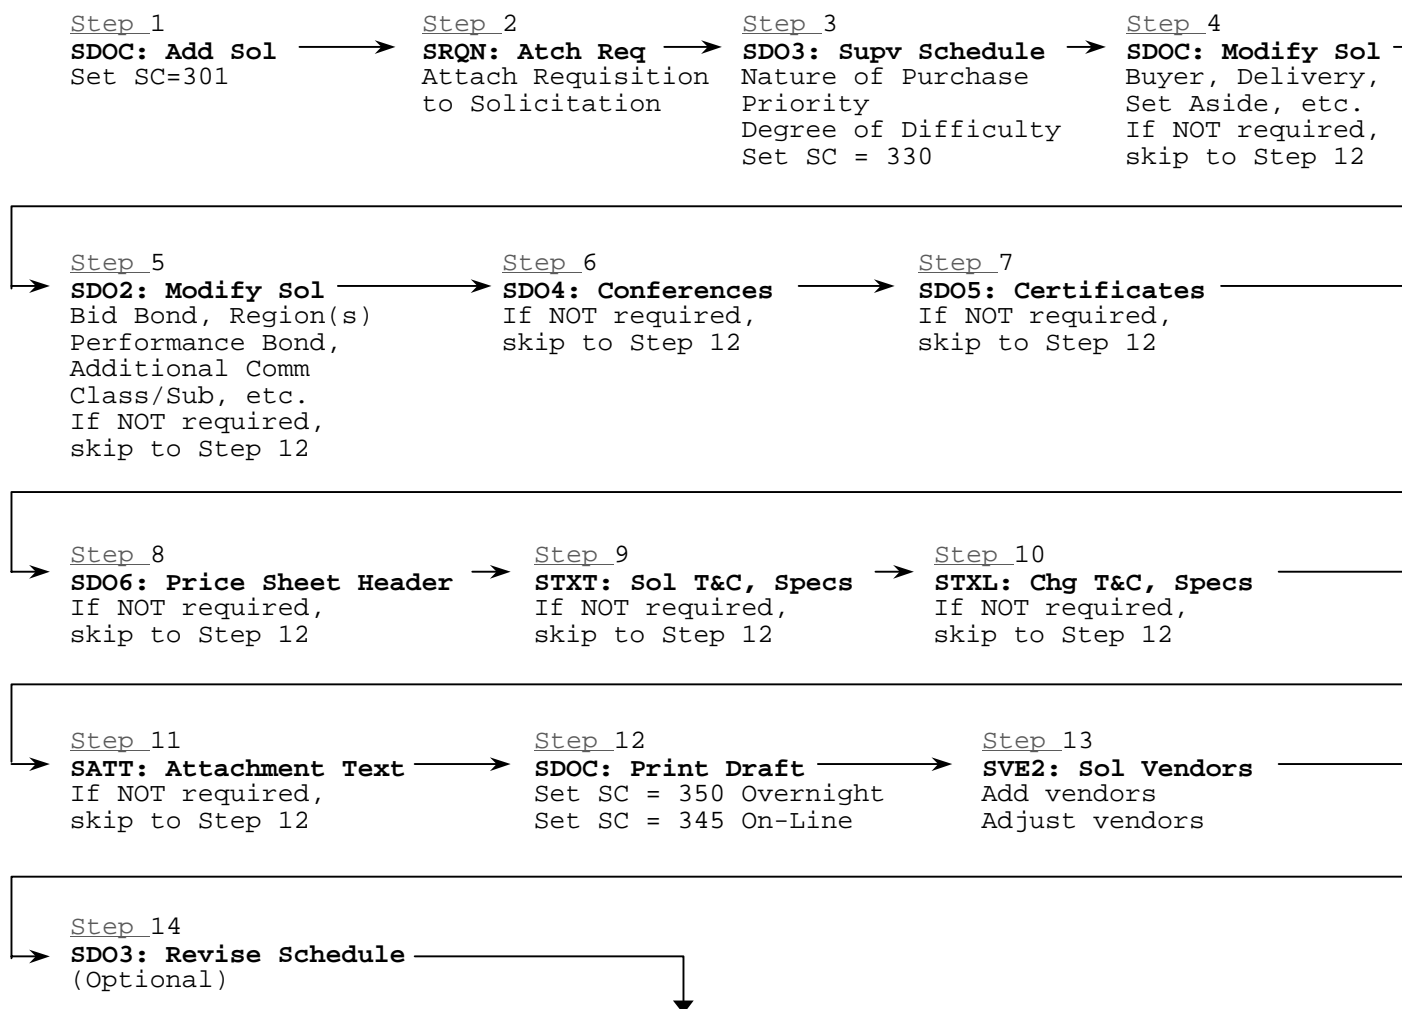 Step 1
SDOC: Add Sol
Set SC=301
Step 2
SRQN: Atch Req
Attach Requisition
to Solicitation
Step 3
SDO3: Supv Schedule
Nature of Purchase
Priority
Degree of Difficulty
Set SC = 330
Step 4
SDOC: Modify Sol
Buyer, Delivery,
Set Aside, etc.
If NOT required,
skip to Step 12
Step 5
SDO2: Modify Sol
Bid Bond, Region(s)
Performance Bond,
Additional Comm
Class/Sub, etc.
If NOT required,
skip to Step 12
Step 6
SDO4: Conferences
If NOT required,
skip to Step 12
Step 7
SDO5: Certificates
If NOT required,
skip to Step 12
Step 8
SDO6: Price Sheet Header
If NOT required,
skip to Step 12
Step 9
STXT: Sol T&C, Specs
If NOT required,
skip to Step 12
Step 10
STXL: Chg T&C, Specs
If NOT required,
skip to Step 12
Step 11
SATT: Attachment Text
If NOT required,
skip to Step 12
Step 12
SDOC: Print Draft
Set SC = 350 Overnight
Set SC = 345 On-Line
Step 13
SVE2: Sol Vendors
Add vendors
Adjust vendors
Step 14
SDO3: Revise Schedule
(Optional)